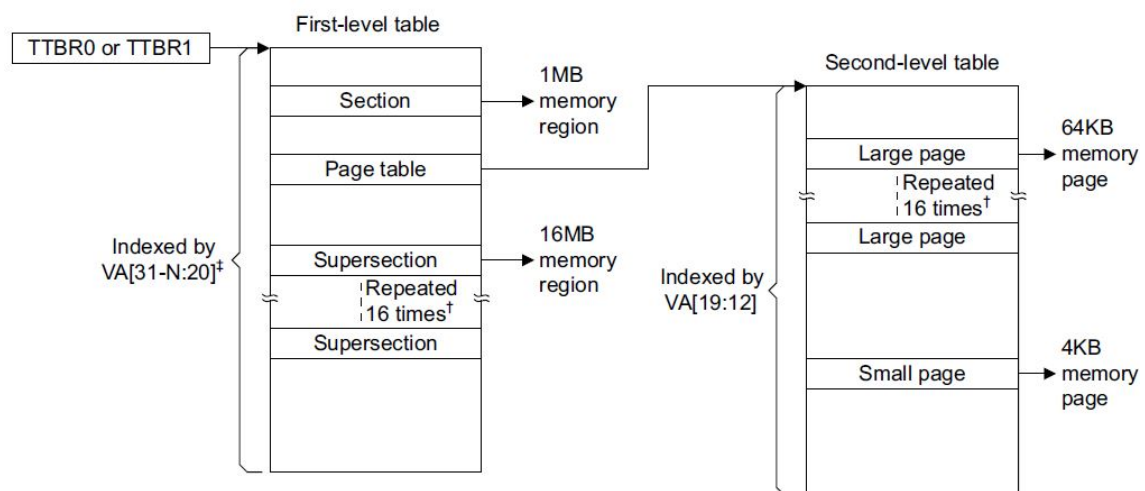 First-level table
TTBR0 or TTBR1
Section
1MB
memory
region
Page table
Indexed by
VA[31-N:20]‡
Supersection
16MB
memory
region
Repeated
16 times†
Supersection
Second-level table
Large page
64KB
memory
page
Repeated
16 times†
Large page
Indexed by
VA[19:12]
Small page
4KB
memory
page